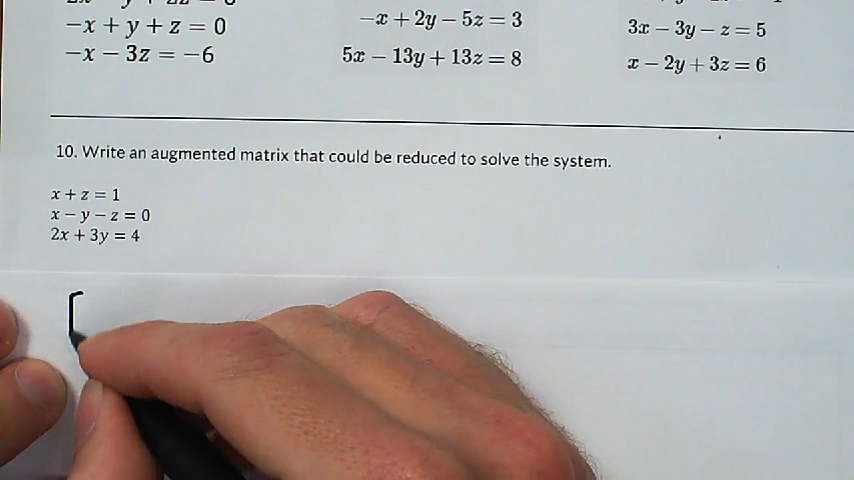 -x + y + z = 0
-x - 3z = -6
-x + 2y - 5z = 3
5x - 13y + 13z = 8
3x - 3y - z = 5
x - 2y + 3z = 6
10. Write an augmented matrix that could be reduced to solve the system.
x + z = 1
x - y - z = 0
2x + 3y = 4
[